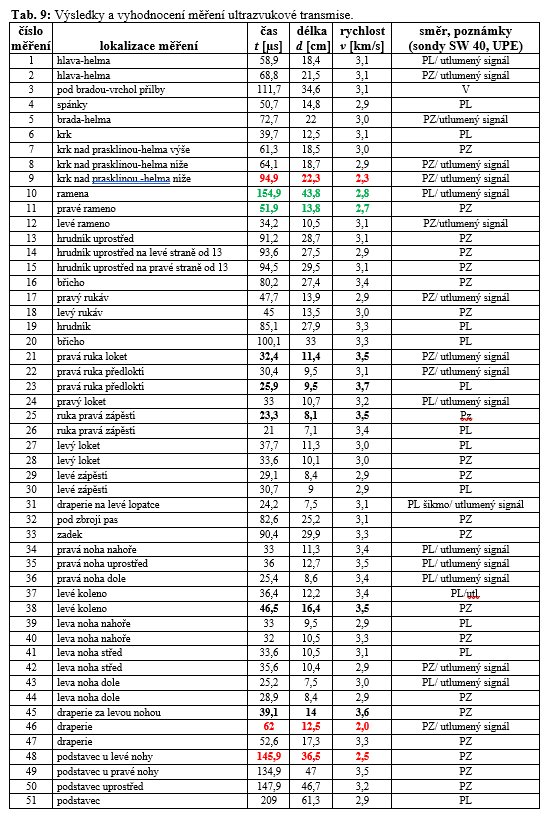 Tab. 9: Výsledky a vyhodnocení měření ultrazvukové transmise.
číslo měření lokalizace měření čas t [μs] délka d [cm] rychlost v [km/s] směr, poznámky (sondy SW 40, UPE)
1 hlava-helma 58,9 18,4 3,1 PL/ utlumený signál
2 hlava-helma 68,8 21,5 3,1 PZ/ utlumený signál
3 pod bradou-vrchol přilby 111,7 34,6 3,1 V
4 spánky 50,7 14,8 2,9 PL
5 brada-helma 72,7 22 3,0 PZ/utlumený signál
6 krk 39,7 12,5 3,1 PL
7 krk nad prasklinou-helma výše 61,3 18,5 3,0 PZ
8 krk nad prasklinou-helma níže 64,1 18,7 2,9 PZ/ utlumený signál
9 krk nad prasklinou -helma níže 94,9 22,3 2,3 PZ/ utlumený signál
10 ramena 154,9 43,8 2,8 PL/ utlumený signál
11 pravé rameno 51,9 13,8 2,7 PZ
12 levé rameno 34,2 10,5 3,1 PZ/utlumený signál
13 hrudník uprostřed 91,2 28,7 3,1 PZ
14 hrudník uprostřed na levé straně od 13 93,6 27,5 2,9 PZ
15 hrudník uprostřed na pravé straně od 13 94,5 29,5 3,1 PZ
16 břicho 80,2 27,4 3,4 PZ
17 pravý rukáv 47,7 13,9 2,9 PZ/ utlumený signál
18 levý rukáv 45 13,5 3,0 PZ
19 hrudník 85,1 27,9 3,3 PL
20 břicho 100,1 33 3,3 PL
21 pravá ruka loket 32,4 11,4 3,5 PZ/ utlumený signál
22 pravá ruka předlokti 30,4 9,5 3,1 PZ/ utlumený signál
23 pravá ruka předlokti 25,9 9,5 3,7 PL
24 pravý loket 33 10,7 3,2 PL/ utlumený signál
25 ruka pravá zápěstí 23,3 8,1 3,5 Pz
26 ruka pravá zápěstí 21 7,1 3,4 PL
27 levý loket 37,7 11,3 3,0 PL
28 levý loket 33,6 10,1 3,0 PZ
29 levé zápěstí 29,1 8,4 2,9 PZ
30 levé zápěstí 30,7 9 2,9 PL
31 draperie na levé lopatce 24,2 7,5 3,1 PL šikmo/ utlumený signál
32 pod zbrojí pas 82,6 25,2 3,1 PZ
33 zadek 90,4 29,9 3,3 PZ
34 pravá noha nahoře 33 11,3 3,4 PL/ utlumený signál
35 pravá noha uprostřed 36 12,7 3,5 PL/ utlumený signál
36 pravá noha dole 25,4 8,6 3,4 PL/ utlumený signál
37 levé koleno 36,4 12,2 3,4 PL/utl.
38 levé koleno 46,5 16,4 3,5 PZ
39 leva noha nahoře 33 9,5 2,9 PL
40 leva noha nahoře 32 10,5 3,3 PZ
41 leva noha střed 33,6 10,5 3,1 PL
42 leva noha střed 35,6 10,4 2,9 PZ/ utlumený signál
43 leva noha dole 25,2 7,5 3,0 PL/ utlumený signál
44 leva noha dole 28,9 8,4 2,9 PZ
45 draperie za levou nohou 39,1 14 3,6 PZ
46 draperie 62 12,5 2,0 PZ/ utlumený signál
47 draperie 52,6 17,3 3,3 PZ
48 podstavec u levé nohy 145,9 36,5 2,5 PZ
49 podstavec u pravé nohy 134,9 47 3,5 PZ
50 podstavec uprostřed 147,9 46,7 3,2 PZ
51 podstavec 209 61,3 2,9 PL